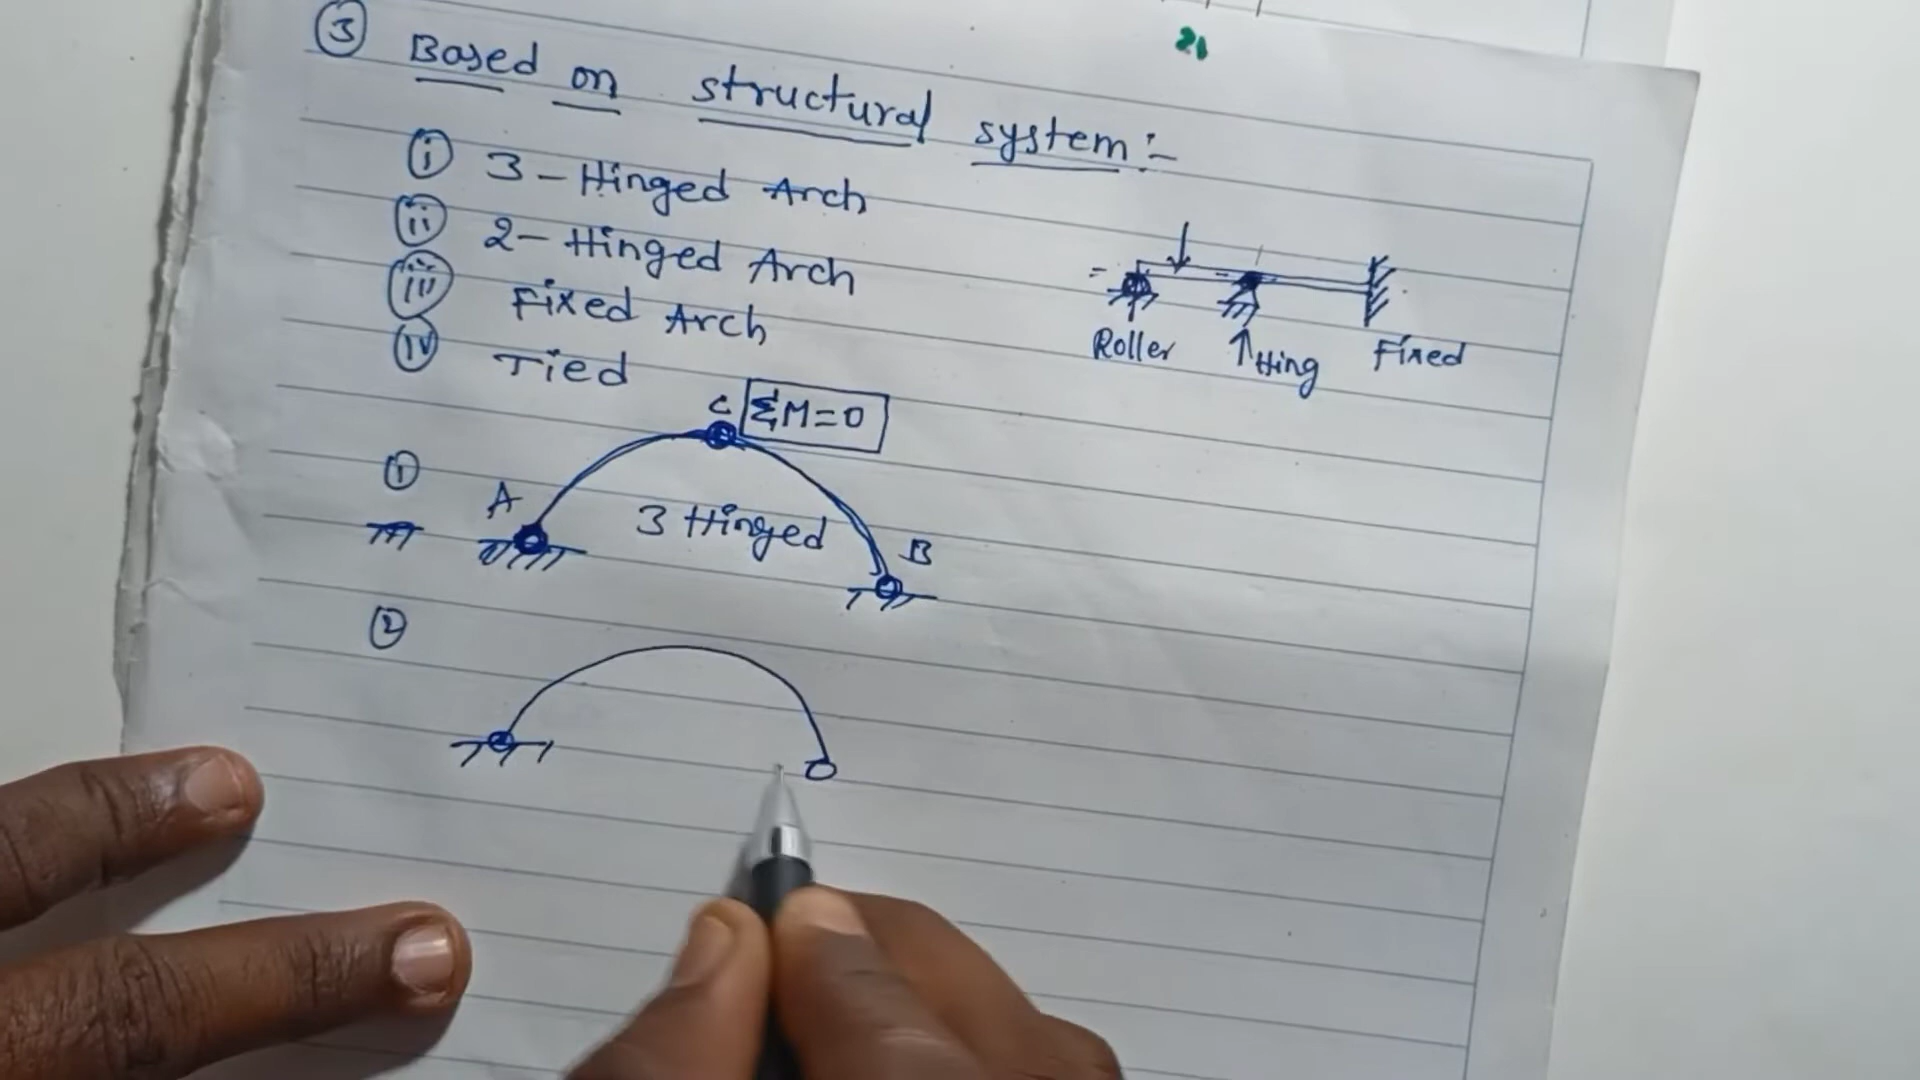 ③ Based on structural system:-
ⓘ 3-Hinged Arch
ⓘⓘ 2-Hinged Arch
ⓘⓘⓘ Fixed Arch
ⓘⓥ Tied
Roller ↑Hing Fixed
C ΣM=0
①
A 3 Hinged B
②